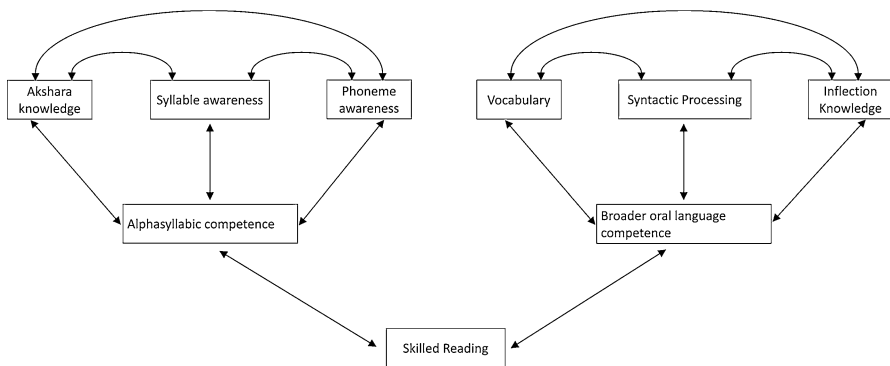 Akshara
knowledge
Syllable awareness
Phoneme
awareness
Vocabulary
Syntactic Processing
Inflection
Knowledge
Alphasyllabic competence
Broader oral language
competence
Skilled Reading